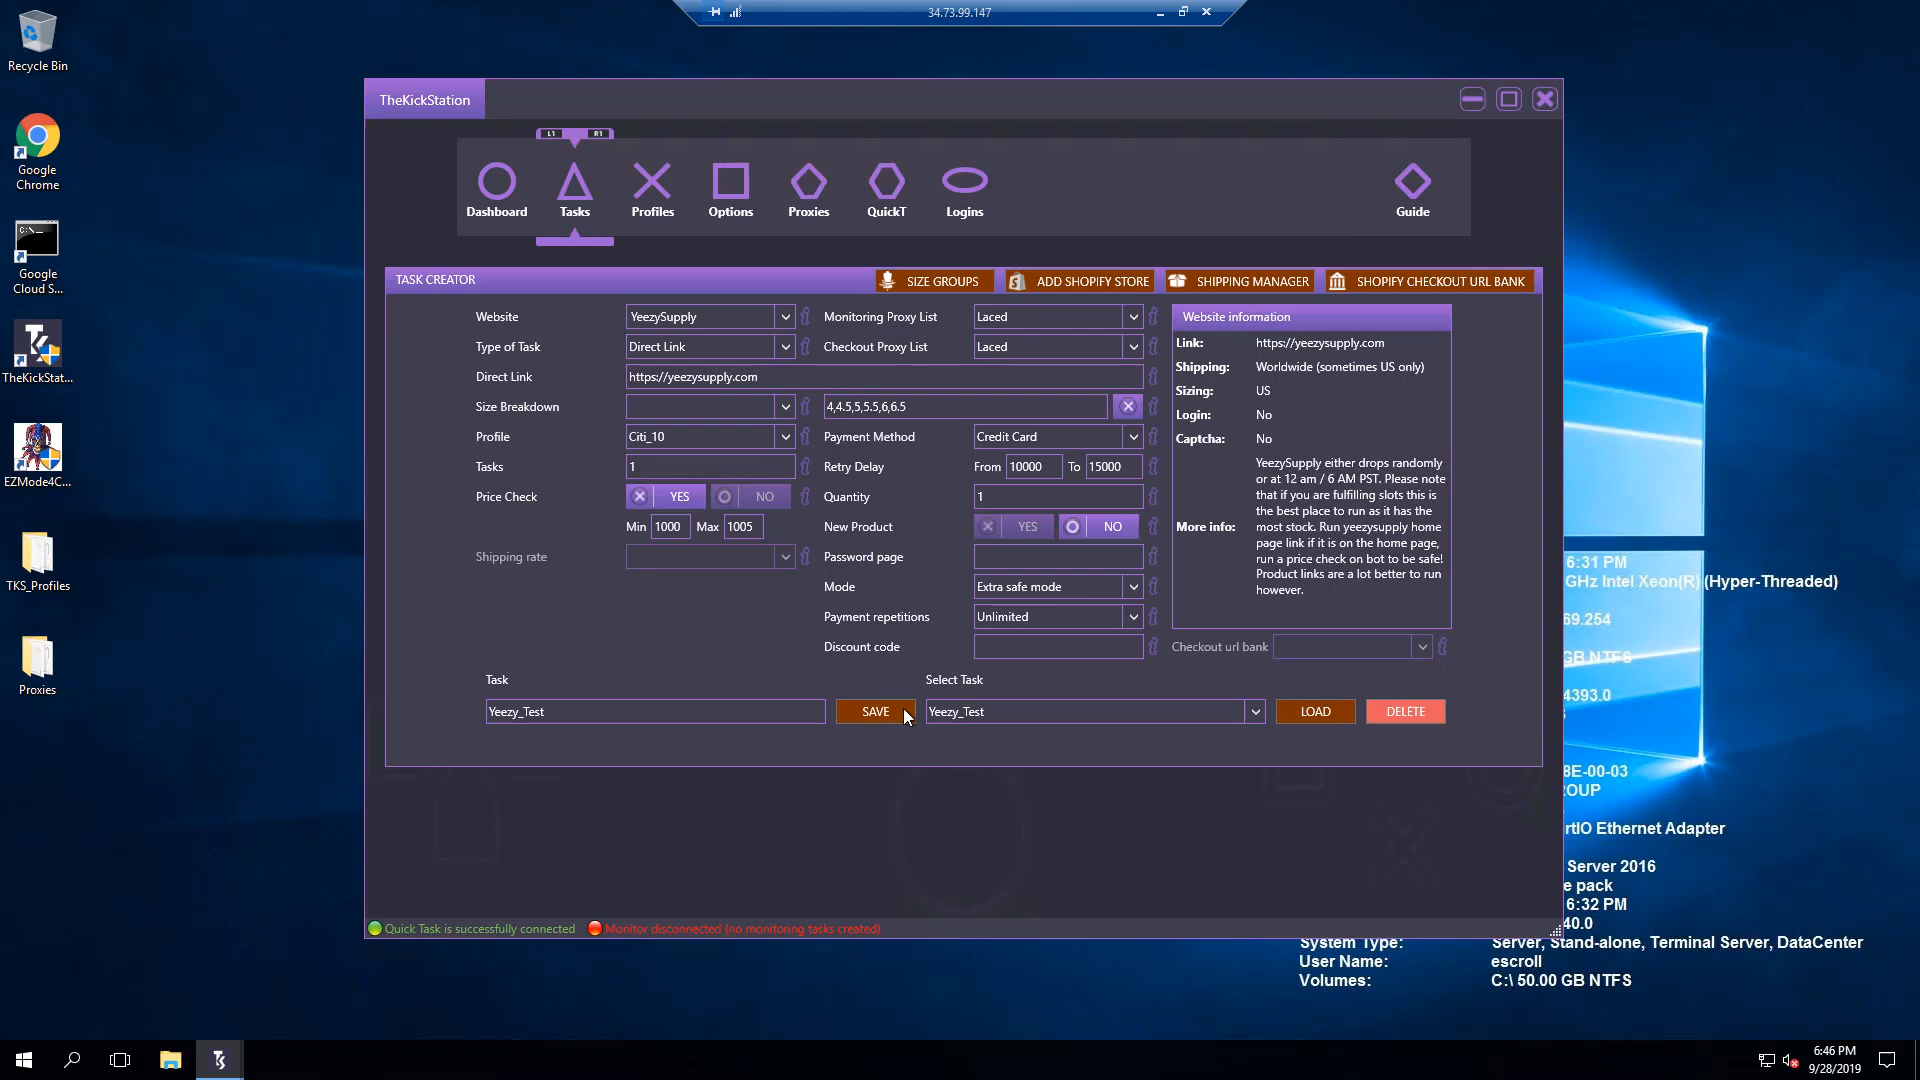 34.73.99.147
Recycle Bin
Google
Chrome
Google
Cloud S...
TheKickStat...
EZMode4C...
TKS_Profiles
Proxies
TheKickStation
L1
R1
Dashboard
Tasks
Profiles
Options
Proxies
QuickT
Logins
Guide
TASK CREATOR
SIZE GROUPS
ADD SHOPIFY STORE
SHIPPING MANAGER
SHOPIFY CHECKOUT URL BANK
Website
YeezySupply
Monitoring Proxy List
Laced
Type of Task
Direct Link
Checkout Proxy List
Laced
Direct Link
https://yeezysupply.com
Size Breakdown
4,4.5,5,5.5,6,6.5
Profile
Citi_10
Payment Method
Credit Card
Tasks
1
Retry Delay
From 10000 To 15000
Price Check
YES
NO
Quantity
1
Min 1000 Max 1005
New Product
YES
NO
Shipping rate
Password page
Mode
Extra safe mode
Payment repetitions
Unlimited
Discount code
Website information
Link: https://yeezysupply.com
Shipping: Worldwide (sometimes US only)
Sizing: US
Login: No
Captcha: No
More info:
YeezySupply either drops randomly
or at 12 am / 6 AM PST. Please note
that if you are fulfilling slots this is
the best place to run as it has the
most stock. Run yeezysupply home
page link if it is on the home page,
run a price check on bot to be safe!
Product links are a lot better to run
however.
Checkout url bank
Task
Select Task
Yeezy_Test
SAVE
Yeezy_Test
LOAD
DELETE
Quick Task is successfully connected
Monitor disconnected (no monitoring tasks created)
6:31 PM
GHz Intel Xeon(R) (Hyper-Threaded)
69.254
GB NTFS
4393.0
8E-00-03
OUP
rtIO Ethernet Adapter
Server 2016
e pack
6:32 PM
40.0
System Type: Server, Stand-alone, Terminal Server, DataCenter
User Name: escroll
Volumes: C:\ 50.00 GB NTFS
6:46 PM
9/28/2019